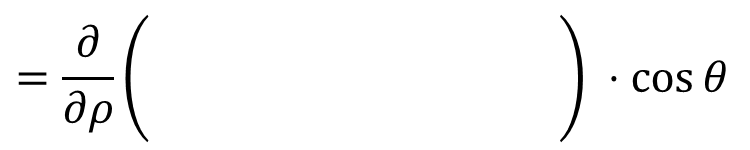 = ∂/∂ρ ( ) · cos θ